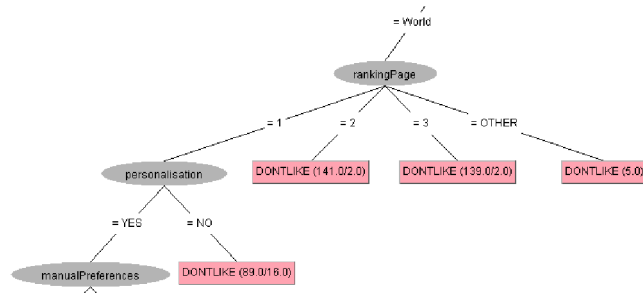 = World
rankingPage
= 1
= 2
= 3
= OTHER
personalisation
DONTLIKE (141.0/2.0)
DONTLIKE (139.0/2.0)
DONTLIKE (5.0)
= YES
= NO
manualPreferences
DONTLIKE (89.0/16.0)